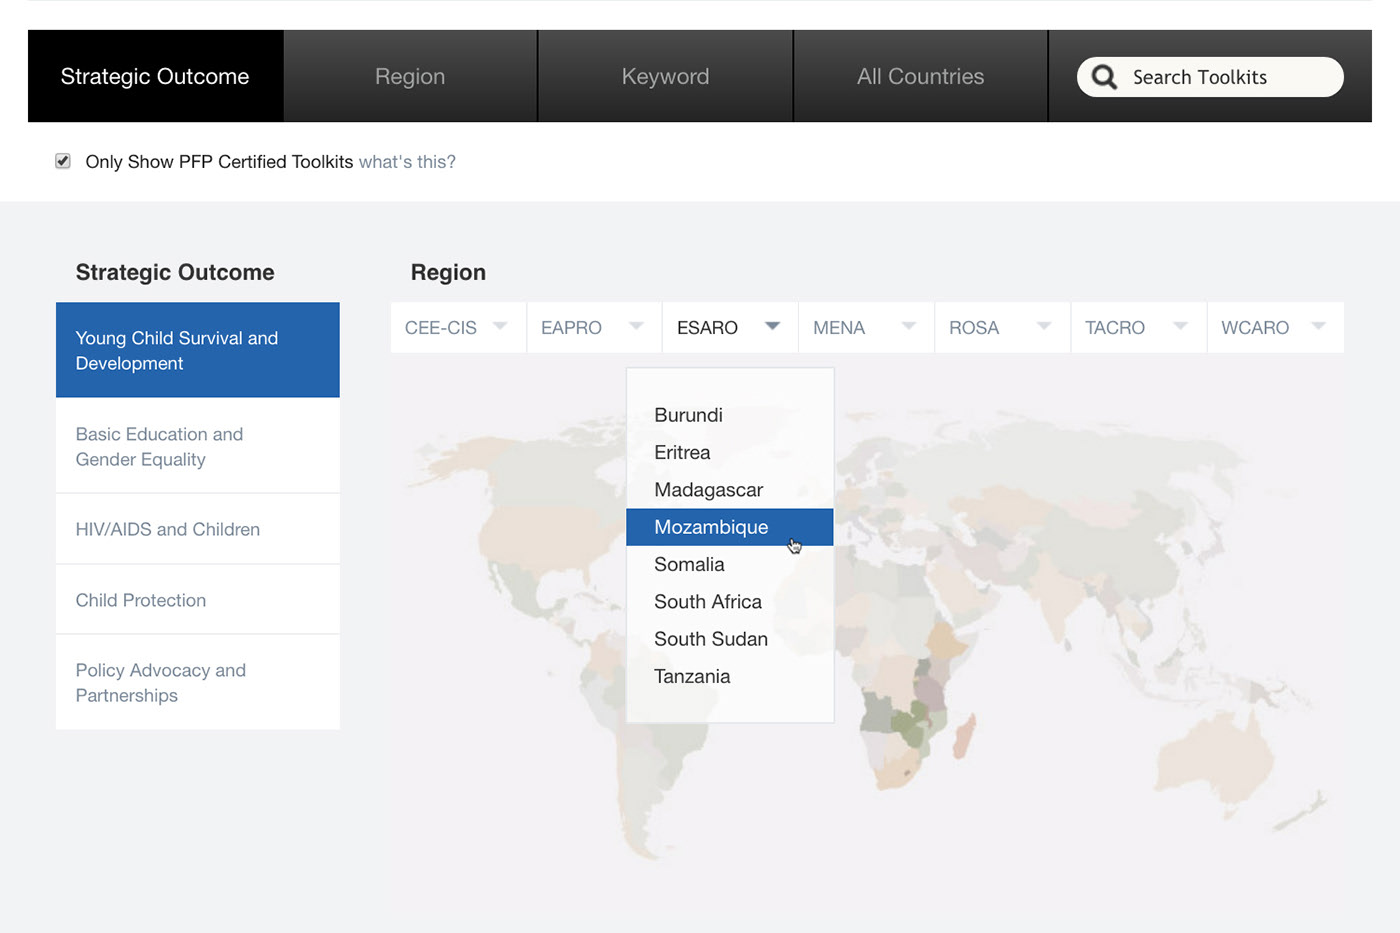 Strategic Outcome
Region
Keyword
All Countries
Search Toolkits
Only Show PFP Certified Toolkits what's this?
Strategic Outcome
Young Child Survival and
Development
Basic Education and
Gender Equality
HIV/AIDS and Children
Child Protection
Policy Advocacy and
Partnerships
Region
CEE-CIS
EAPRO
ESARO
MENA
ROSA
TACRO
WCARO
Burundi
Eritrea
Madagascar
Mozambique
Somalia
South Africa
South Sudan
Tanzania